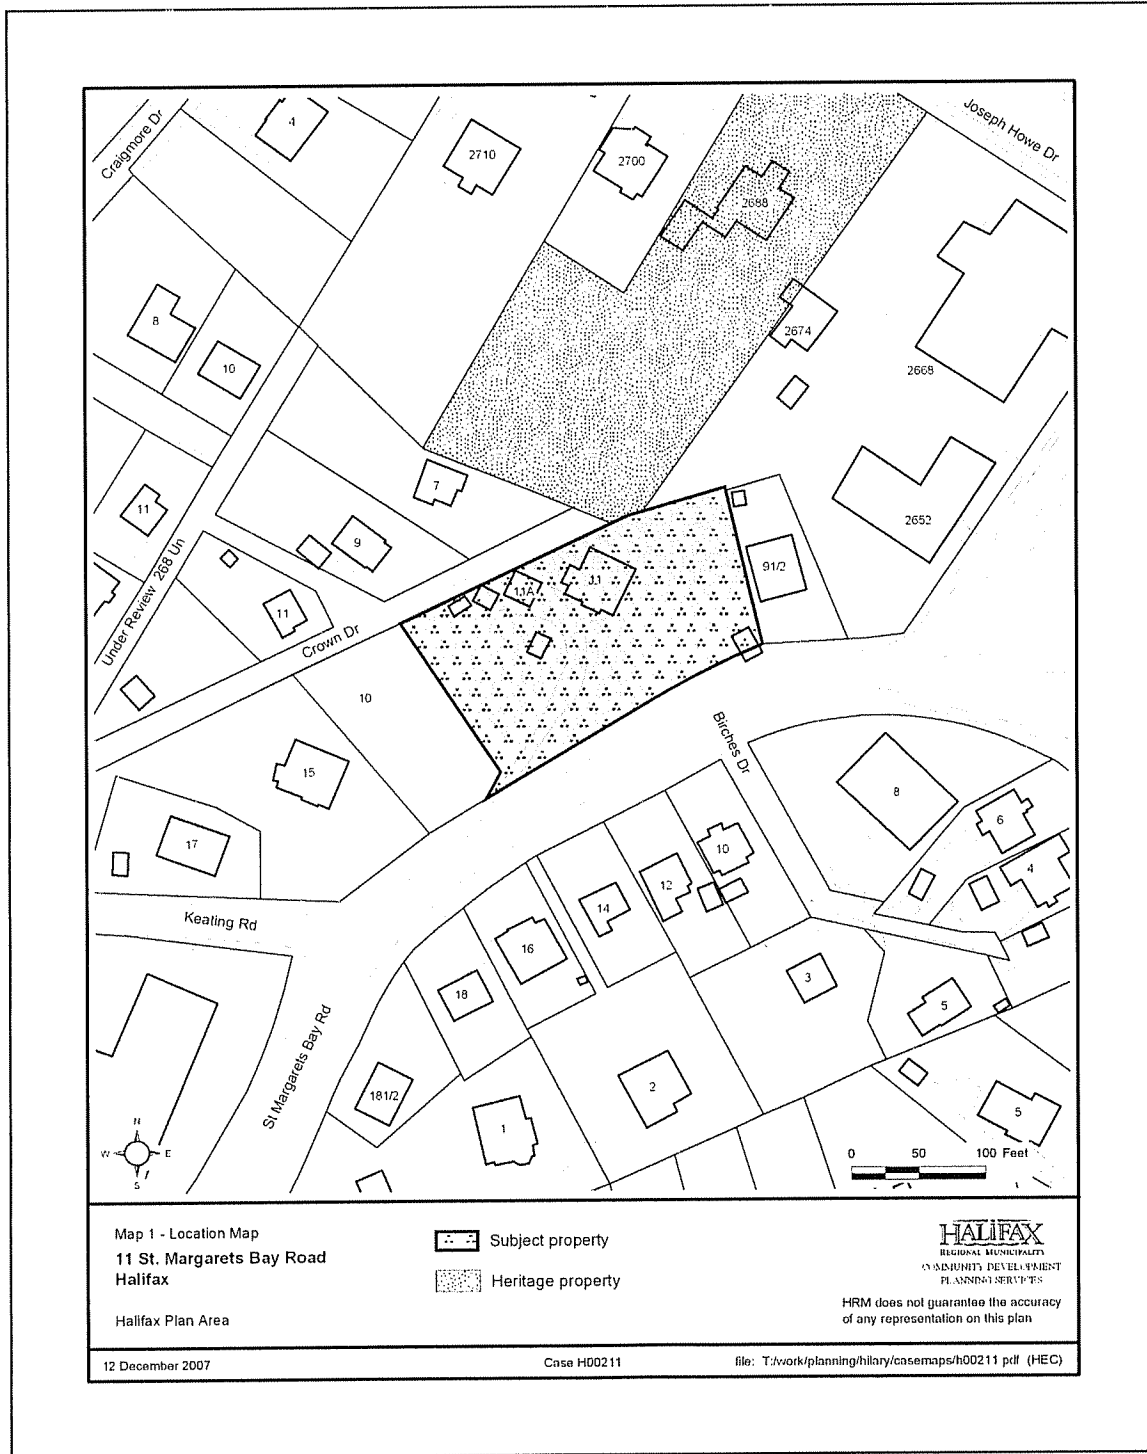 Craigmore Dr
4
2710
2700
Joseph Howe Dr
2688
8
10
2674
2668
7
11
9
2652
Under Review 268 Un
11
11A
11
91/2
Crown Dr
10
Birches Dr
15
8
17
6
10
4
12
14
Keating Rd
16
3
18
5
St Margarets Bay Rd
181/2
2
1
5
N
W E
S
0 50 100 Feet
Map 1 - Location Map
11 St. Margarets Bay Road
Halifax
Halifax Plan Area
Subject property
Heritage property
HALIFAX
REGIONAL MUNICIPALITY
COMMUNITY DEVELOPMENT
PLANNING SERVICES
HRM does not guarantee the accuracy
of any representation on this plan
12 December 2007
Case H00211
file: T:/work/planning/hilary/casemaps/h00211 pdf (HEC)